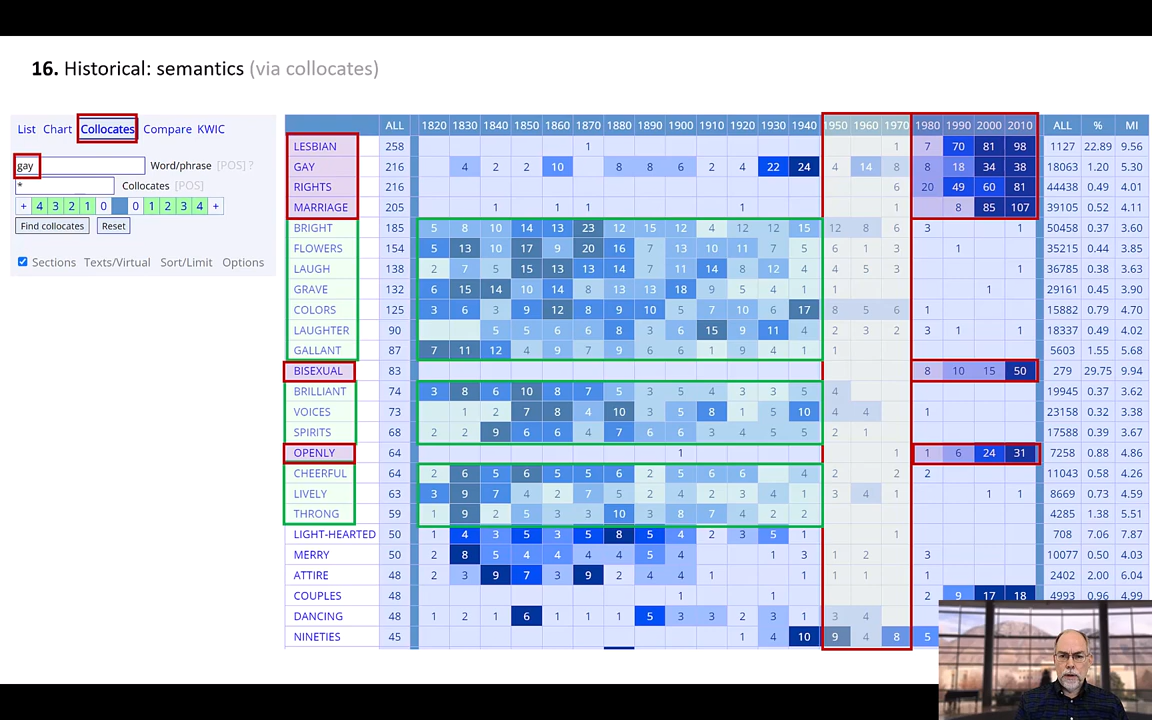 16. Historical: semantics (via collocates)
List Chart Collocates Compare KWIC
gay Word/phrase [POS] ?
* Collocates [POS]
+ 4 3 2 1 0 0 1 2 3 4 +
Find collocates Reset
Sections Texts/Virtual Sort/Limit Options
ALL 1820 1830 1840 1850 1860 1870 1880 1890 1900 1910 1920 1930 1940 1950 1960 1970 1980 1990 2000 2010 ALL % MI
LESBIAN 258 1 1 7 70 81 98 1127 22.89 9.56
GAY 216 4 2 2 10 8 8 6 2 22 24 4 14 8 8 18 34 38 18063 1.20 5.30
RIGHTS 216 6 20 49 60 81 44438 0.49 4.01
MARRIAGE 205 1 1 1 1 1 8 85 107 39105 0.52 4.11
BRIGHT 185 5 8 10 14 13 23 12 15 12 4 12 12 15 12 8 6 3 1 50458 0.37 3.60
FLOWERS 154 5 13 10 17 9 20 16 7 13 10 11 7 5 6 1 3 1 35215 0.44 3.85
LAUGH 138 2 7 5 15 13 13 14 7 11 14 8 12 4 4 5 3 1 36785 0.38 3.63
GRAVE 132 6 15 14 10 14 8 13 13 18 9 5 4 1 1 1 29161 0.45 3.90
COLORS 125 3 6 3 9 12 8 9 10 5 7 10 6 17 8 5 6 1 15882 0.79 4.70
LAUGHTER 90 5 5 6 6 8 3 6 15 9 11 4 2 3 2 3 1 1 18337 0.49 4.02
GALLANT 87 7 11 12 4 9 7 9 6 6 1 9 4 1 1 5603 1.55 5.68
BISEXUAL 83 8 10 15 50 279 29.75 9.94
BRILLIANT 74 3 8 6 10 8 7 5 3 5 4 3 3 5 4 19945 0.37 3.62
VOICES 73 1 2 7 8 4 10 3 5 8 1 5 10 4 4 1 23158 0.32 3.38
SPIRITS 68 2 2 9 6 6 4 7 6 6 3 4 5 5 2 1 17588 0.39 3.67
OPENLY 64 1 1 1 6 24 31 7258 0.88 4.86
CHEERFUL 64 2 6 5 6 5 5 6 2 5 6 6 4 2 2 2 11043 0.58 4.26
LIVELY 63 3 9 7 4 2 7 5 2 4 2 3 4 1 3 4 1 1 1 8669 0.73 4.59
THRONG 59 1 9 2 5 3 3 10 3 8 7 4 2 2 4285 1.38 5.51
LIGHT-HEARTED 50 1 4 3 5 3 5 8 5 4 2 3 5 1 1 708 7.06 7.87
MERRY 50 2 8 5 4 4 4 4 5 4 1 3 1 2 3 10077 0.50 4.03
ATTIRE 48 2 3 9 7 3 9 2 4 4 1 1 1 1 1 2402 2.00 6.04
COUPLES 48 1 1 2 9 17 18 4993 0.96 4.99
DANCING 48 1 2 1 6 1 1 1 5 3 3 2 3 1 3 4
NINETIES 45 1 4 10 9 4 8 5